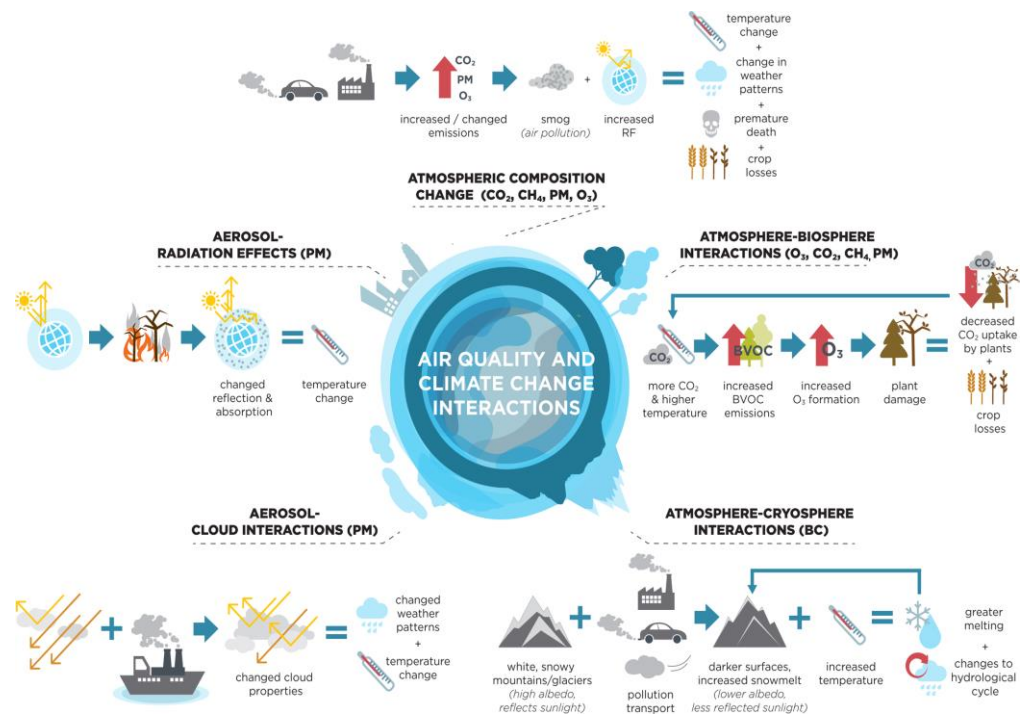 CO₂
PM
O₃
increased / changed
emissions
smog
(air pollution)
+
increased
RF
=
temperature
change
+
change in
weather
patterns
+
premature
death
+
crop
losses
ATMOSPHERIC COMPOSITION
CHANGE (CO₂, CH₄, PM, O₃)
AEROSOL-
RADIATION EFFECTS (PM)
changed
reflection &
absorption
=
temperature
change
ATMOSPHERE-BIOSPHERE
INTERACTIONS (O₃, CO₂, CH₄, PM)
CO₂
more CO₂
& higher
temperature
BVOC
increased
BVOC
emissions
O₃
increased
O₃ formation
plant
damage
=
CO₂
decreased
CO₂ uptake
by plants
+
crop
losses
AIR QUALITY AND
CLIMATE CHANGE
INTERACTIONS
AEROSOL-
CLOUD INTERACTIONS (PM)
+
changed cloud
properties
=
changed
weather
patterns
+
temperature
change
ATMOSPHERE-CRYOSPHERE
INTERACTIONS (BC)
white, snowy
mountains/glaciers
(high albedo,
reflects sunlight)
+
pollution
transport
darker surfaces,
increased snowmelt
(lower albedo,
less reflected sunlight)
+
increased
temperature
=
greater
melting
+
changes to
hydrological
cycle